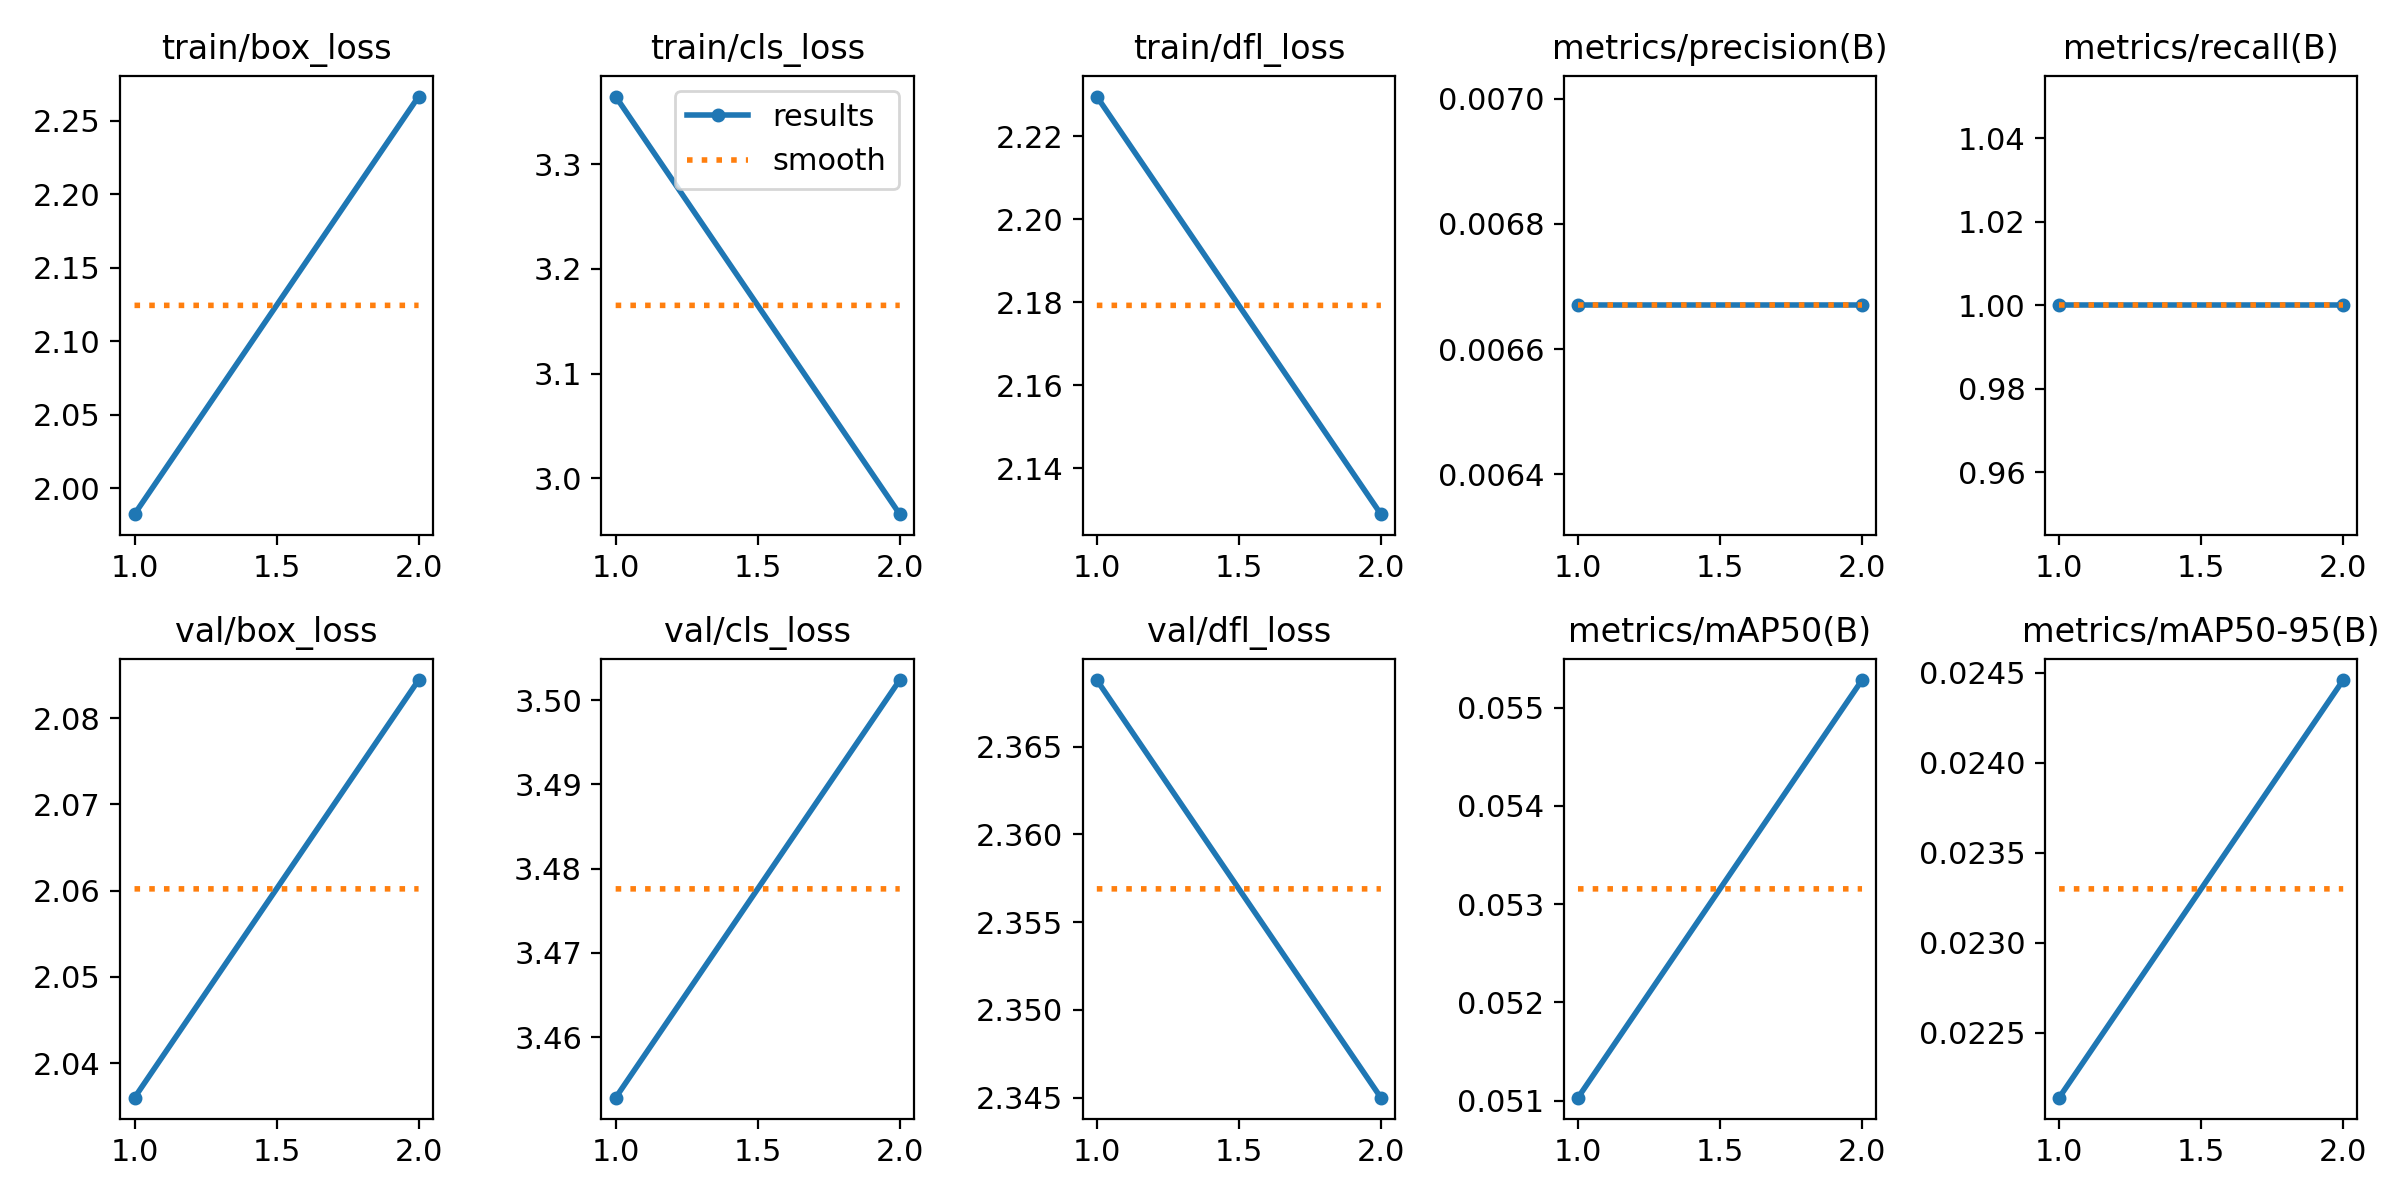 train/box_loss
2.25
2.20
2.15
2.10
2.05
2.00
1.0 1.5 2.0
train/cls_loss
results
smooth
3.3
3.2
3.1
3.0
1.0 1.5 2.0
train/dfl_loss
2.22
2.20
2.18
2.16
2.14
1.0 1.5 2.0
metrics/precision(B)
0.0070
0.0068
0.0066
0.0064
1.0 1.5 2.0
metrics/recall(B)
1.04
1.02
1.00
0.98
0.96
1.0 1.5 2.0
val/box_loss
2.08
2.07
2.06
2.05
2.04
1.0 1.5 2.0
val/cls_loss
3.50
3.49
3.48
3.47
3.46
1.0 1.5 2.0
val/dfl_loss
2.365
2.360
2.355
2.350
2.345
1.0 1.5 2.0
metrics/mAP50(B)
0.055
0.054
0.053
0.052
0.051
1.0 1.5 2.0
metrics/mAP50-95(B)
0.0245
0.0240
0.0235
0.0230
0.0225
1.0 1.5 2.0